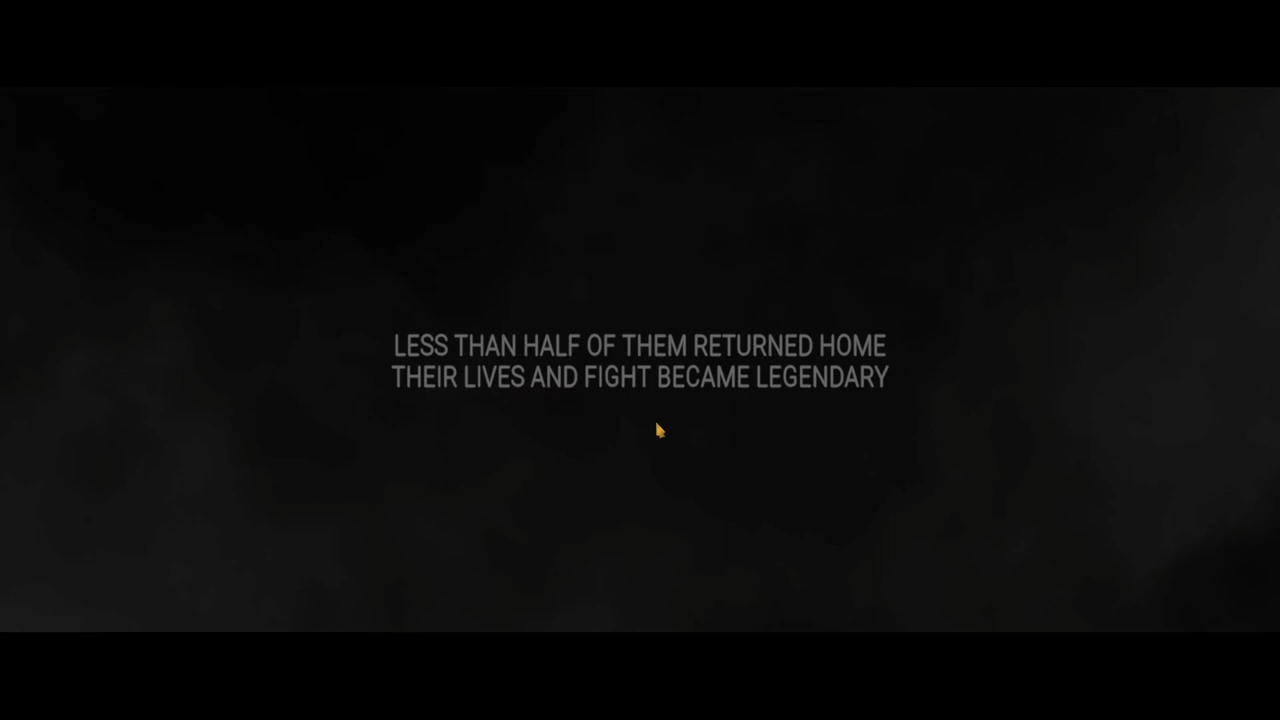 LESS THAN HALF OF THEM RETURNED HOME
THEIR LIVES AND FIGHT BECAME LEGENDARY